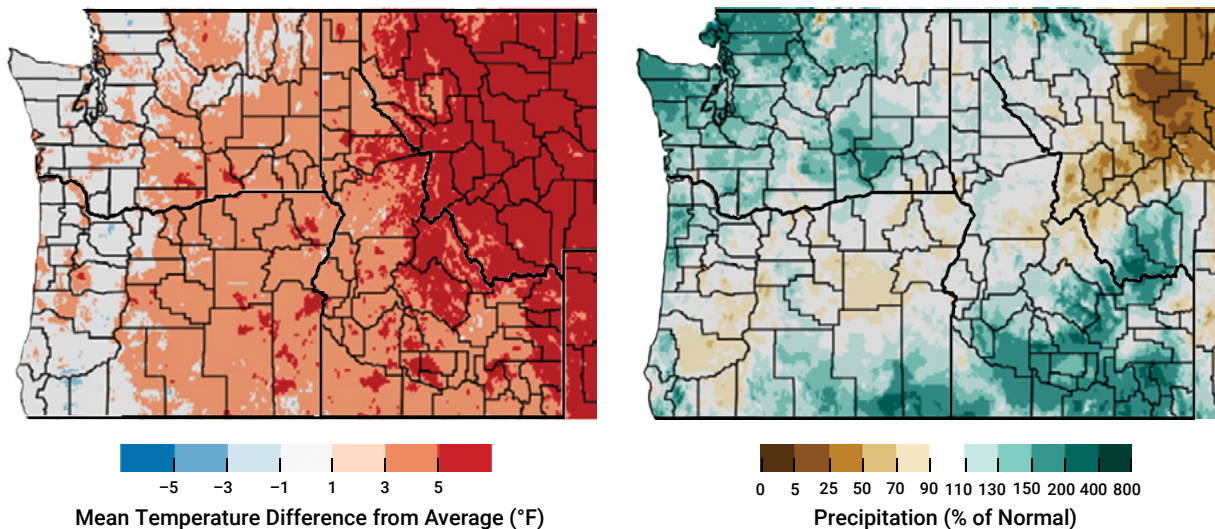 −5 −3 −1 1 3 5
Mean Temperature Difference from Average (°F)
0 5 25 50 70 90 110 130 150 200 400 800
Precipitation (% of Normal)